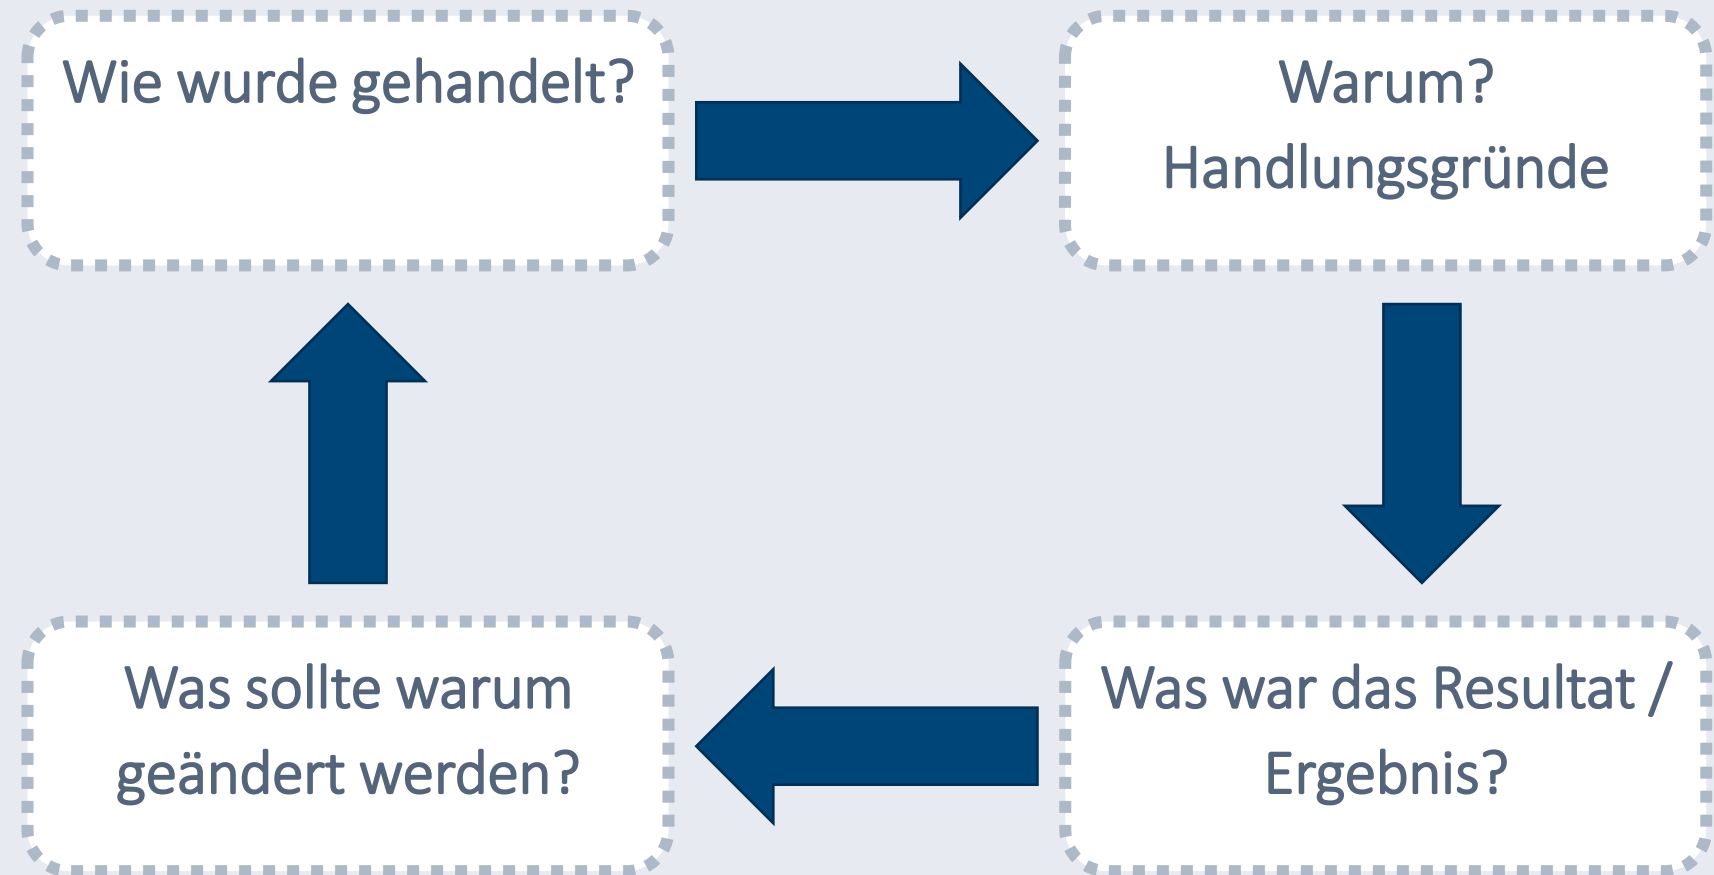 Wie wurde gehandelt?
Warum?
Handlungsgründe
Was war das Resultat /
Ergebnis?
Was sollte warum
geändert werden?